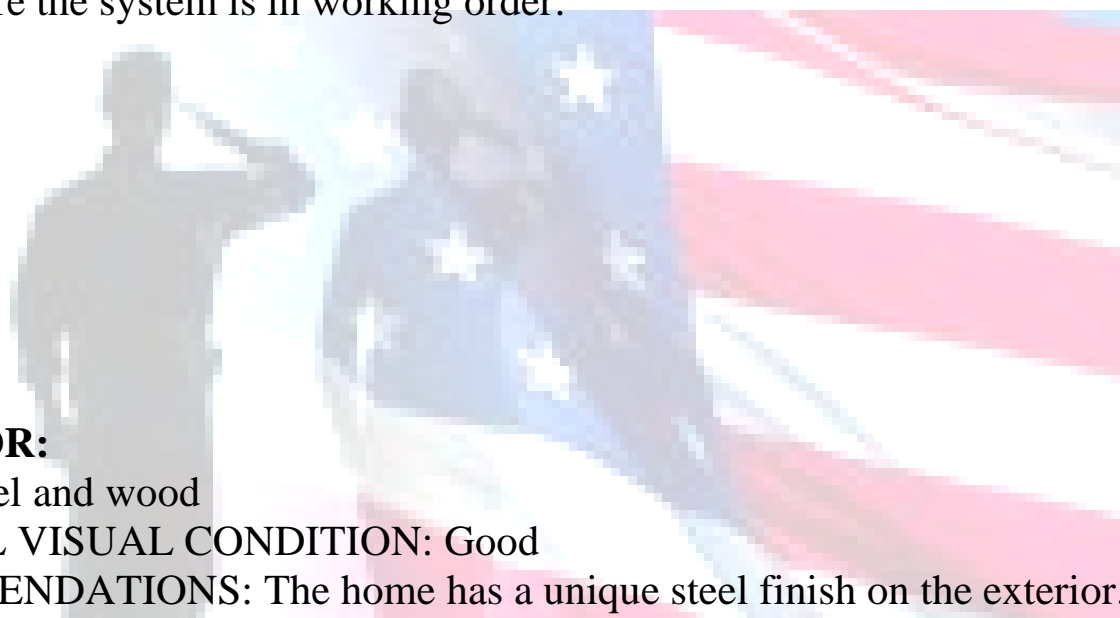 re the system is in working order.
OR:
el and wood
L VISUAL CONDITION: Good
ENDATIONS: The home has a unique steel finish on the exterior.